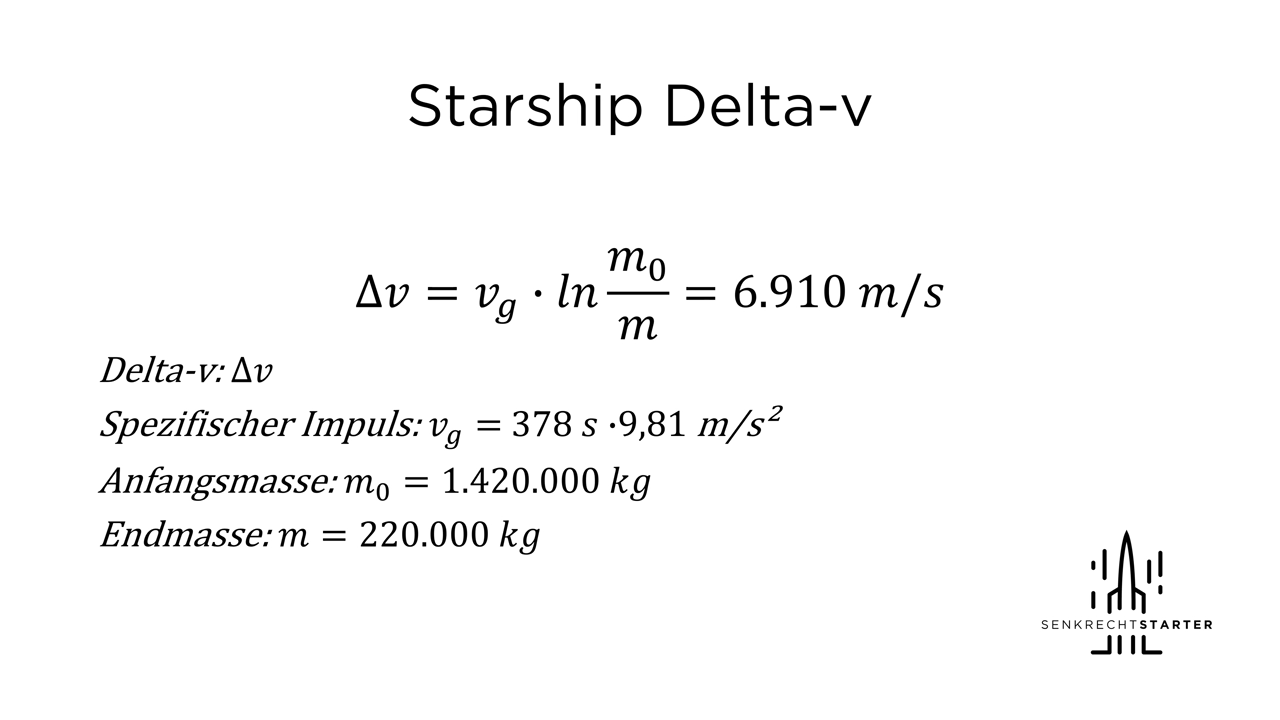 Starship Delta-v
Δv = v_g · ln m_0/m = 6.910 m/s
Delta-v: Δv
Spezifischer Impuls: v_g = 378 s ·9,81 m/s²
Anfangsmasse: m_0 = 1.420.000 kg
Endmasse: m = 220.000 kg
SENKRECHTSTARTER